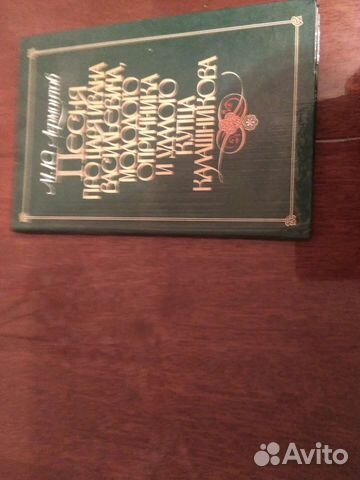 М.Ю. Лермонтов
ПЕСНЯ
ПРО ЦАРЯ ИВАНА
ВАСИЛЬЕВИЧА,
МОЛОДОГО
ОПРИЧНИКА
И УДАЛОГО
КУПЦА
КАЛАШНИКОВА
Avito